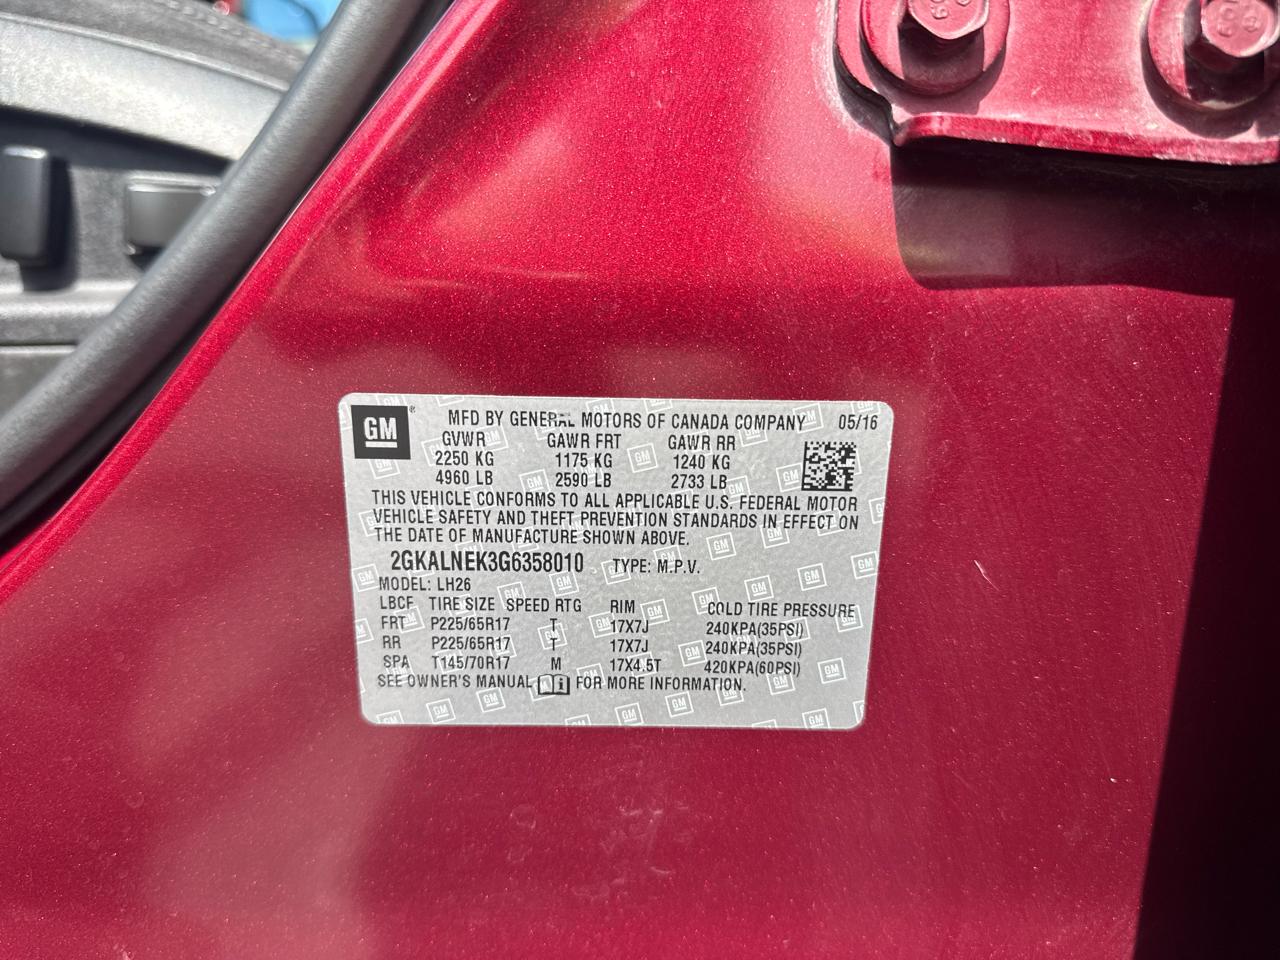 GM ® MFD BY GENERAL MOTORS OF CANADA COMPANY 05/16
GVWR GAWR FRT GAWR RR
2250 KG 1175 KG 1240 KG
4960 LB 2590 LB 2733 LB
THIS VEHICLE CONFORMS TO ALL APPLICABLE U.S. FEDERAL MOTOR
VEHICLE SAFETY AND THEFT PREVENTION STANDARDS IN EFFECT ON
THE DATE OF MANUFACTURE SHOWN ABOVE.
2GKALNEK3G6358010 TYPE: M.P.V.
MODEL: LH26
LBCF TIRE SIZE SPEED RTG RIM COLD TIRE PRESSURE
FRT P225/65R17 T 17X7J 240KPA(35PSI)
RR P225/65R17 T 17X7J 240KPA(35PSI)
SPA T145/70R17 M 17X4.5T 420KPA(60PSI)
SEE OWNER'S MANUAL i FOR MORE INFORMATION.